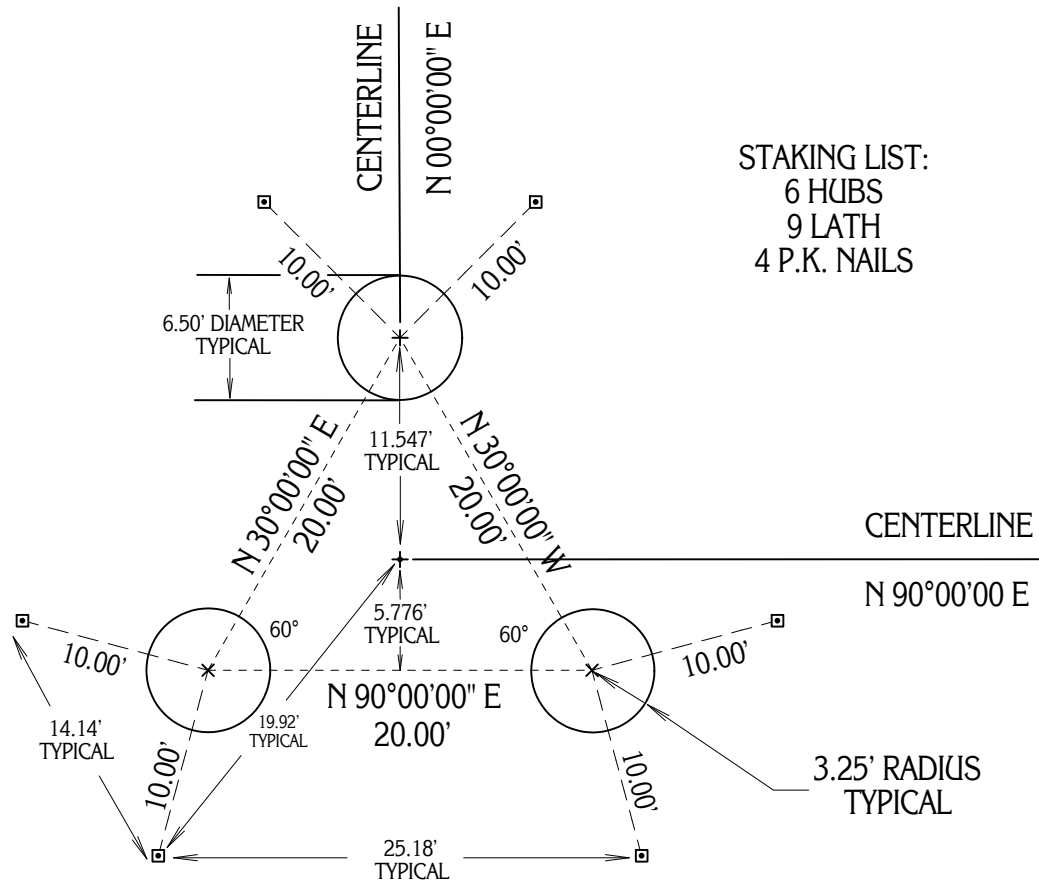 CENTERLINE
N 00°00'00" E
STAKING LIST:
6 HUBS
9 LATH
4 P.K. NAILS
10.00'
10.00'
6.50' DIAMETER
TYPICAL
11.547'
TYPICAL
N 30°00'00" E
20.00'
N 30°00'00" W
20.00'
CENTERLINE
N 90°00'00 E
5.776'
TYPICAL
60°
60°
10.00'
10.00'
N 90°00'00" E
20.00'
19.92'
TYPICAL
14.14'
TYPICAL
10.00'
10.00'
3.25' RADIUS
TYPICAL
25.18'
TYPICAL